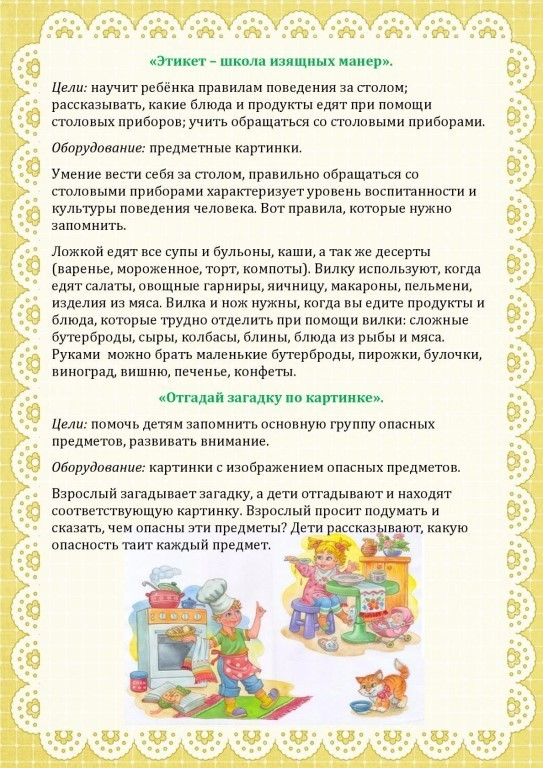 «Этикет – школа изящных манер».
Цели: научит ребёнка правилам поведения за столом;
рассказывать, какие блюда и продукты едят при помощи
столовых приборов; учить обращаться со столовыми приборами.
Оборудование: предметные картинки.
Умение вести себя за столом, правильно обращаться со
столовыми приборами характеризует уровень воспитанности и
культуры поведения человека. Вот правила, которые нужно
запомнить.
Ложкой едят все супы и бульоны, каши, а так же десерты
(варенье, мороженное, торт, компоты). Вилку используют, когда
едят салаты, овощные гарниры, яичницу, макароны, пельмени,
изделия из мяса. Вилка и нож нужны, когда вы едите продукты и
блюда, которые трудно отделить при помощи вилки: сложные
бутерброды, сыры, колбасы, блины, блюда из рыбы и мяса.
Руками можно брать маленькие бутерброды, пирожки, булочки,
виноград, вишню, печенье, конфеты.
«Отгадай загадку по картинке».
Цели: помочь детям запомнить основную группу опасных
предметов, развивать внимание.
Оборудование: картинки с изображением опасных предметов.
Взрослый загадывает загадку, а дети отгадывают и находят
соответствующую картинку. Взрослый просит подумать и
сказать, чем опасны эти предметы? Дети рассказывают, какую
опасность таит каждый предмет.